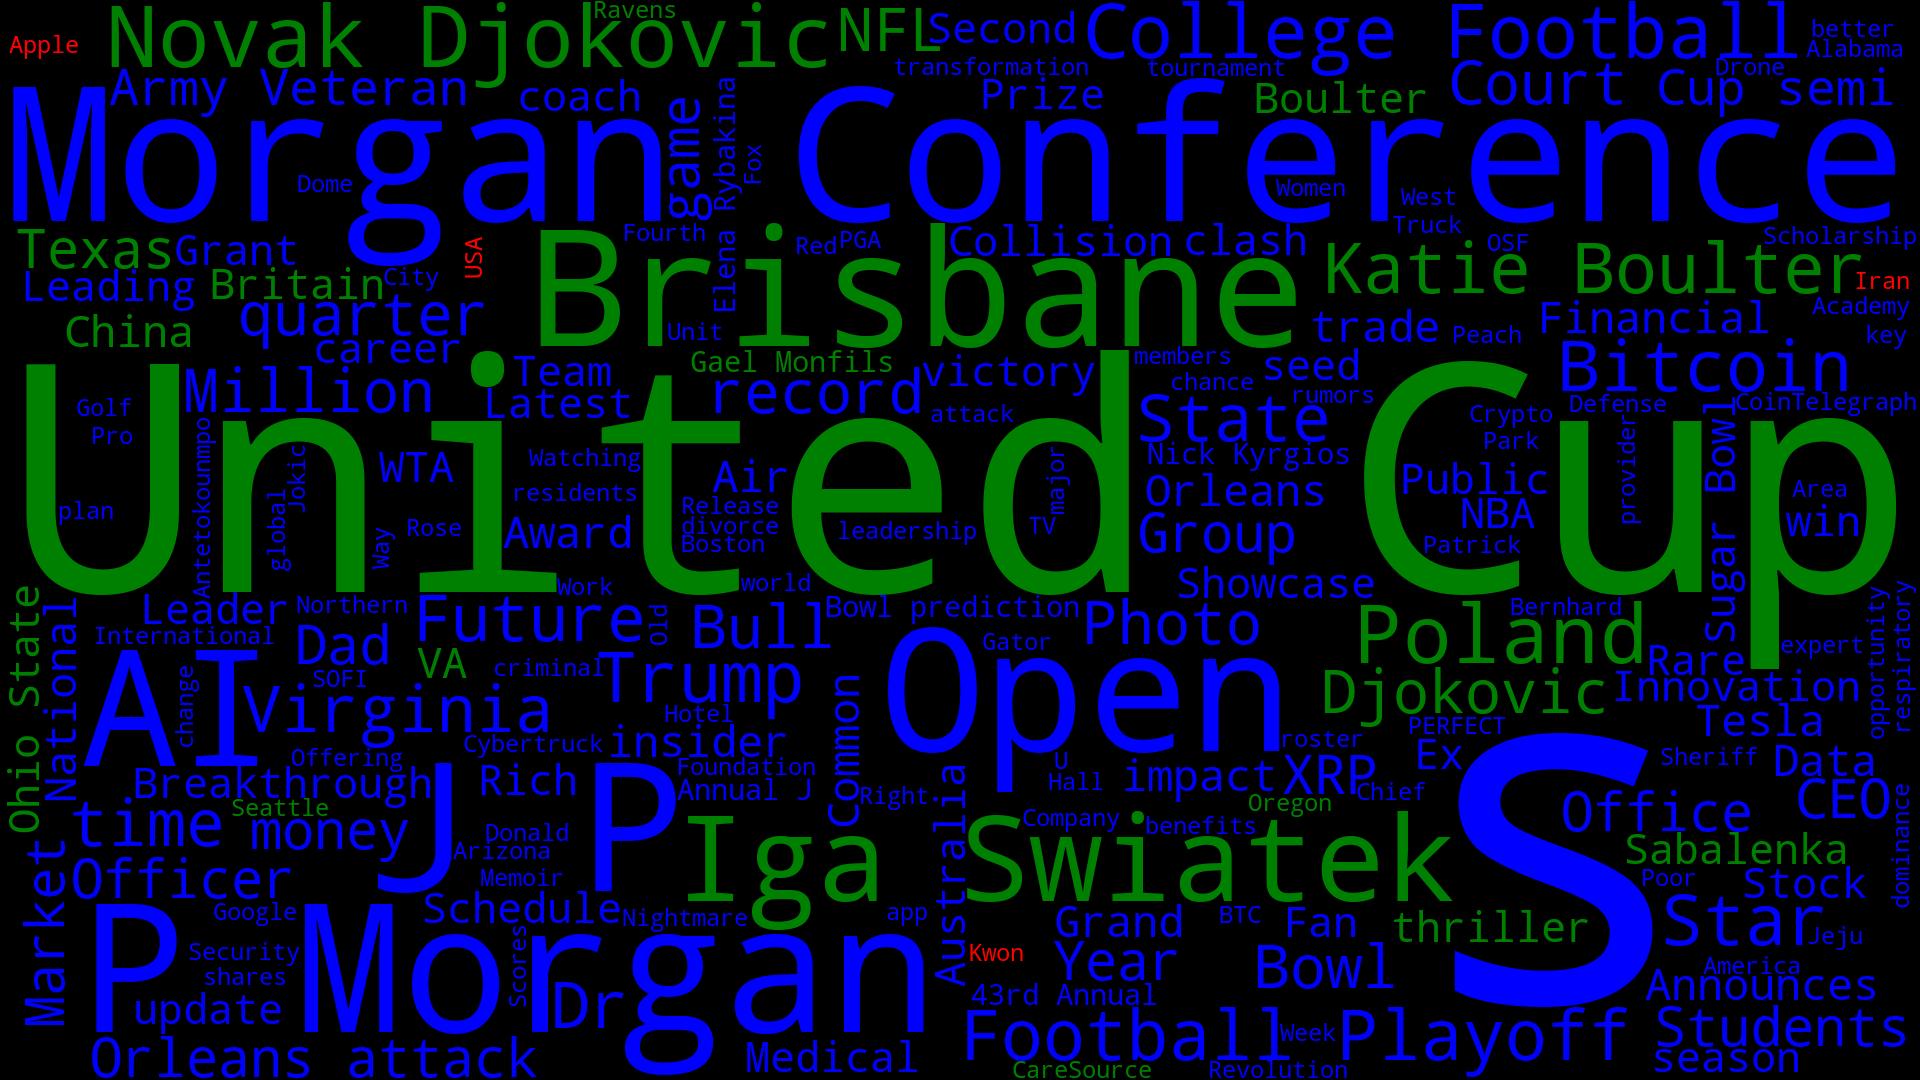 Apple
Novak Djokovic
Ravens
NFL
Second
College Football
better
Alabama
Army Veteran
coach
transformation
tournament
Prize
Boulter
Court
Drone
cup semi
Morgan
Conference
game
Elena Rybakina
Fox
Dome
Women
West
Truck
Texas
Grant
USA
Fourth
Red
PGA
Collision
clash
OSF
Scholarship
Leading
Britain
City
Brisbane
Katie Boulter
Iran
China
quarter
career
Unit
trade
Peach
Financial
Academy
key
Gael Monfils
members
seed
Bitcoin
Million
Team
Latest
record
victory
chance
rumors
State
Defense
CoinTelegraph
United Cup
Golf
Pro
attack
Crypto
Park
Sugar Bowl
Antetokounmpo
Jokic
global
WTA
Watching
residents
Air
major
Nick Kyrgios
Orleans
Public
provider
Area
win
plan
Way
Rose
Award
Release
divorce
Boston
leadership
TV
Group
NBA
Patrick
Work
world
Showcase
Ohio State
National
Leader
Northern
International
Future
Old
Bull
Bowl prediction
Photo
Poland
Bernhard
expert
opportunity
respiratory
AI
change
Dad
SOFI
VA
criminal
Trump
Gator
Open
Rare
Djokovic
Innovation
Virginia
Hotel
Common
PERFECT
Tesla
Offering
Cybertruck
insider
roster
Ex
Sheriff
Data
Breakthrough
Rich
Foundation
Annual J
U
Hall
impact
XRP
Chief
CEO
Seattle
time
money
J P
Right
Australia
Oregon
S
Office
Donald
Arizona
Memoir
Iga Swiatek
Company
benefits
Sabalenka
dominance
Market
Officer
Poor
Stock
Google
Schedule
Nightmare
app
Grand
BTC
Fan
thriller
Star
Jeju
P Morgan
Security
shares
Scores
Kwon
Year
Bowl
America
Announces
update
Dr
43rd Annual
Football
Week
Playoff
Students
Orleans attack
Medical
season
CareSource
Revolution